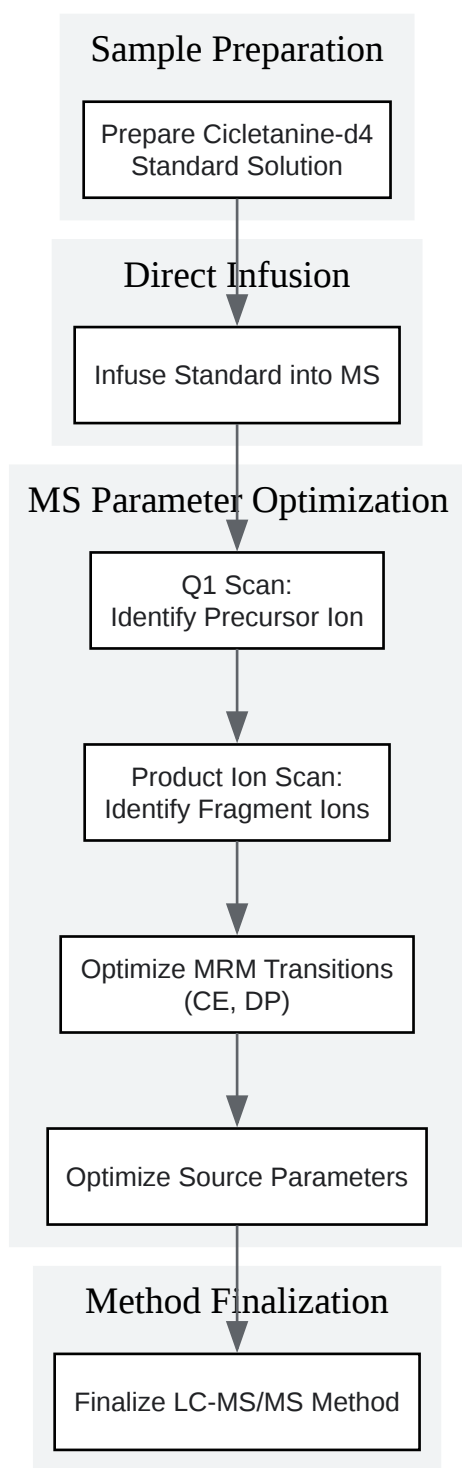 Sample Preparation
Prepare Cicletanine-d4
Standard Solution
Direct Infusion
Infuse Standard into MS
MS Parameter Optimization
Q1 Scan:
Identify Precursor Ion
Product Ion Scan:
Identify Fragment Ions
Optimize MRM Transitions
(CE, DP)
Optimize Source Parameters
Method Finalization
Finalize LC-MS/MS Method